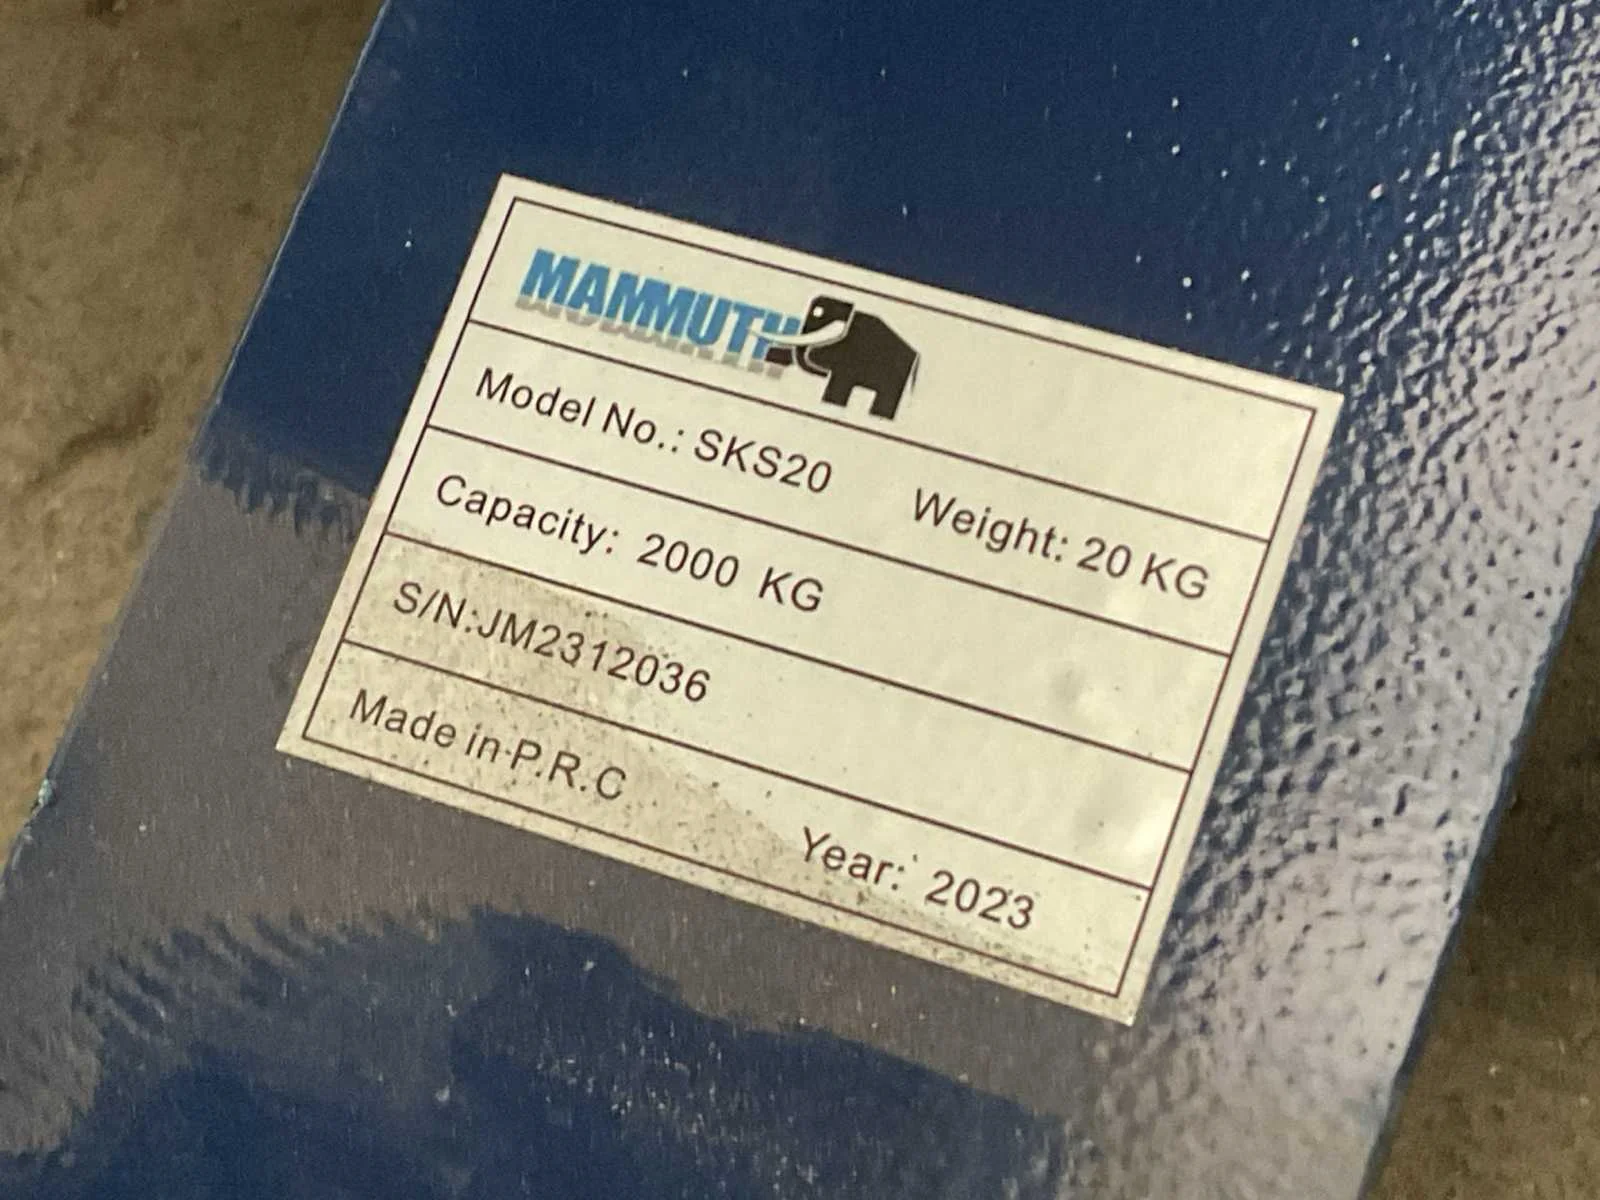 MAMMUTH
Model No.: SKS20 Weight: 20 KG
Capacity: 2000 KG
S/N:JM2312036
Made in P.R.C Year: 2023